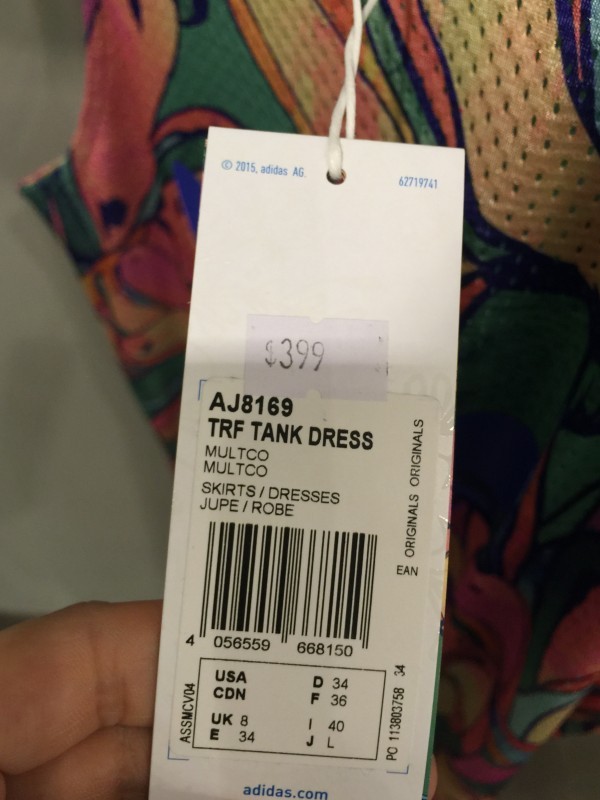 © 2015, adidas AG.
62719741
$399
AJ8169
TRF TANK DRESS
MULTCO
MULTCO
SKIRTS / DRESSES
JUPE / ROBE
ORIGINALS ORIGINALS
EAN
4 056559 668150
ASSMCV04
USA D 34
CDN F 36
UK 8 I 40
E 34 J L
PO 113803758 34
adidas.com